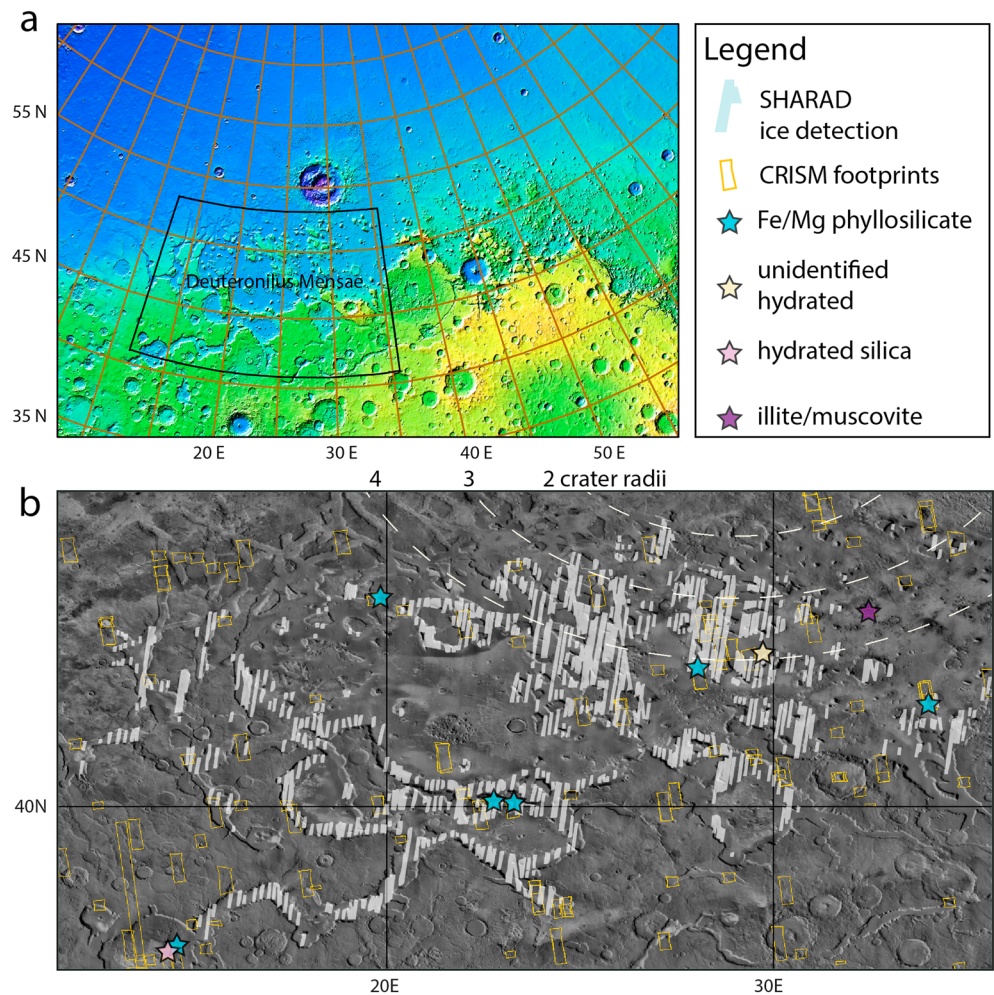 a
55 N
45 N
35 N
Deuteronilus Mensae
20 E
30 E
40 E
50 E
Legend
SHARAD
ice detection
CRISM footprints
Fe/Mg phyllosilicate
unidentified
hydrated
hydrated silica
illite/muscovite
b
4
3
2 crater radii
40N
20E
30E